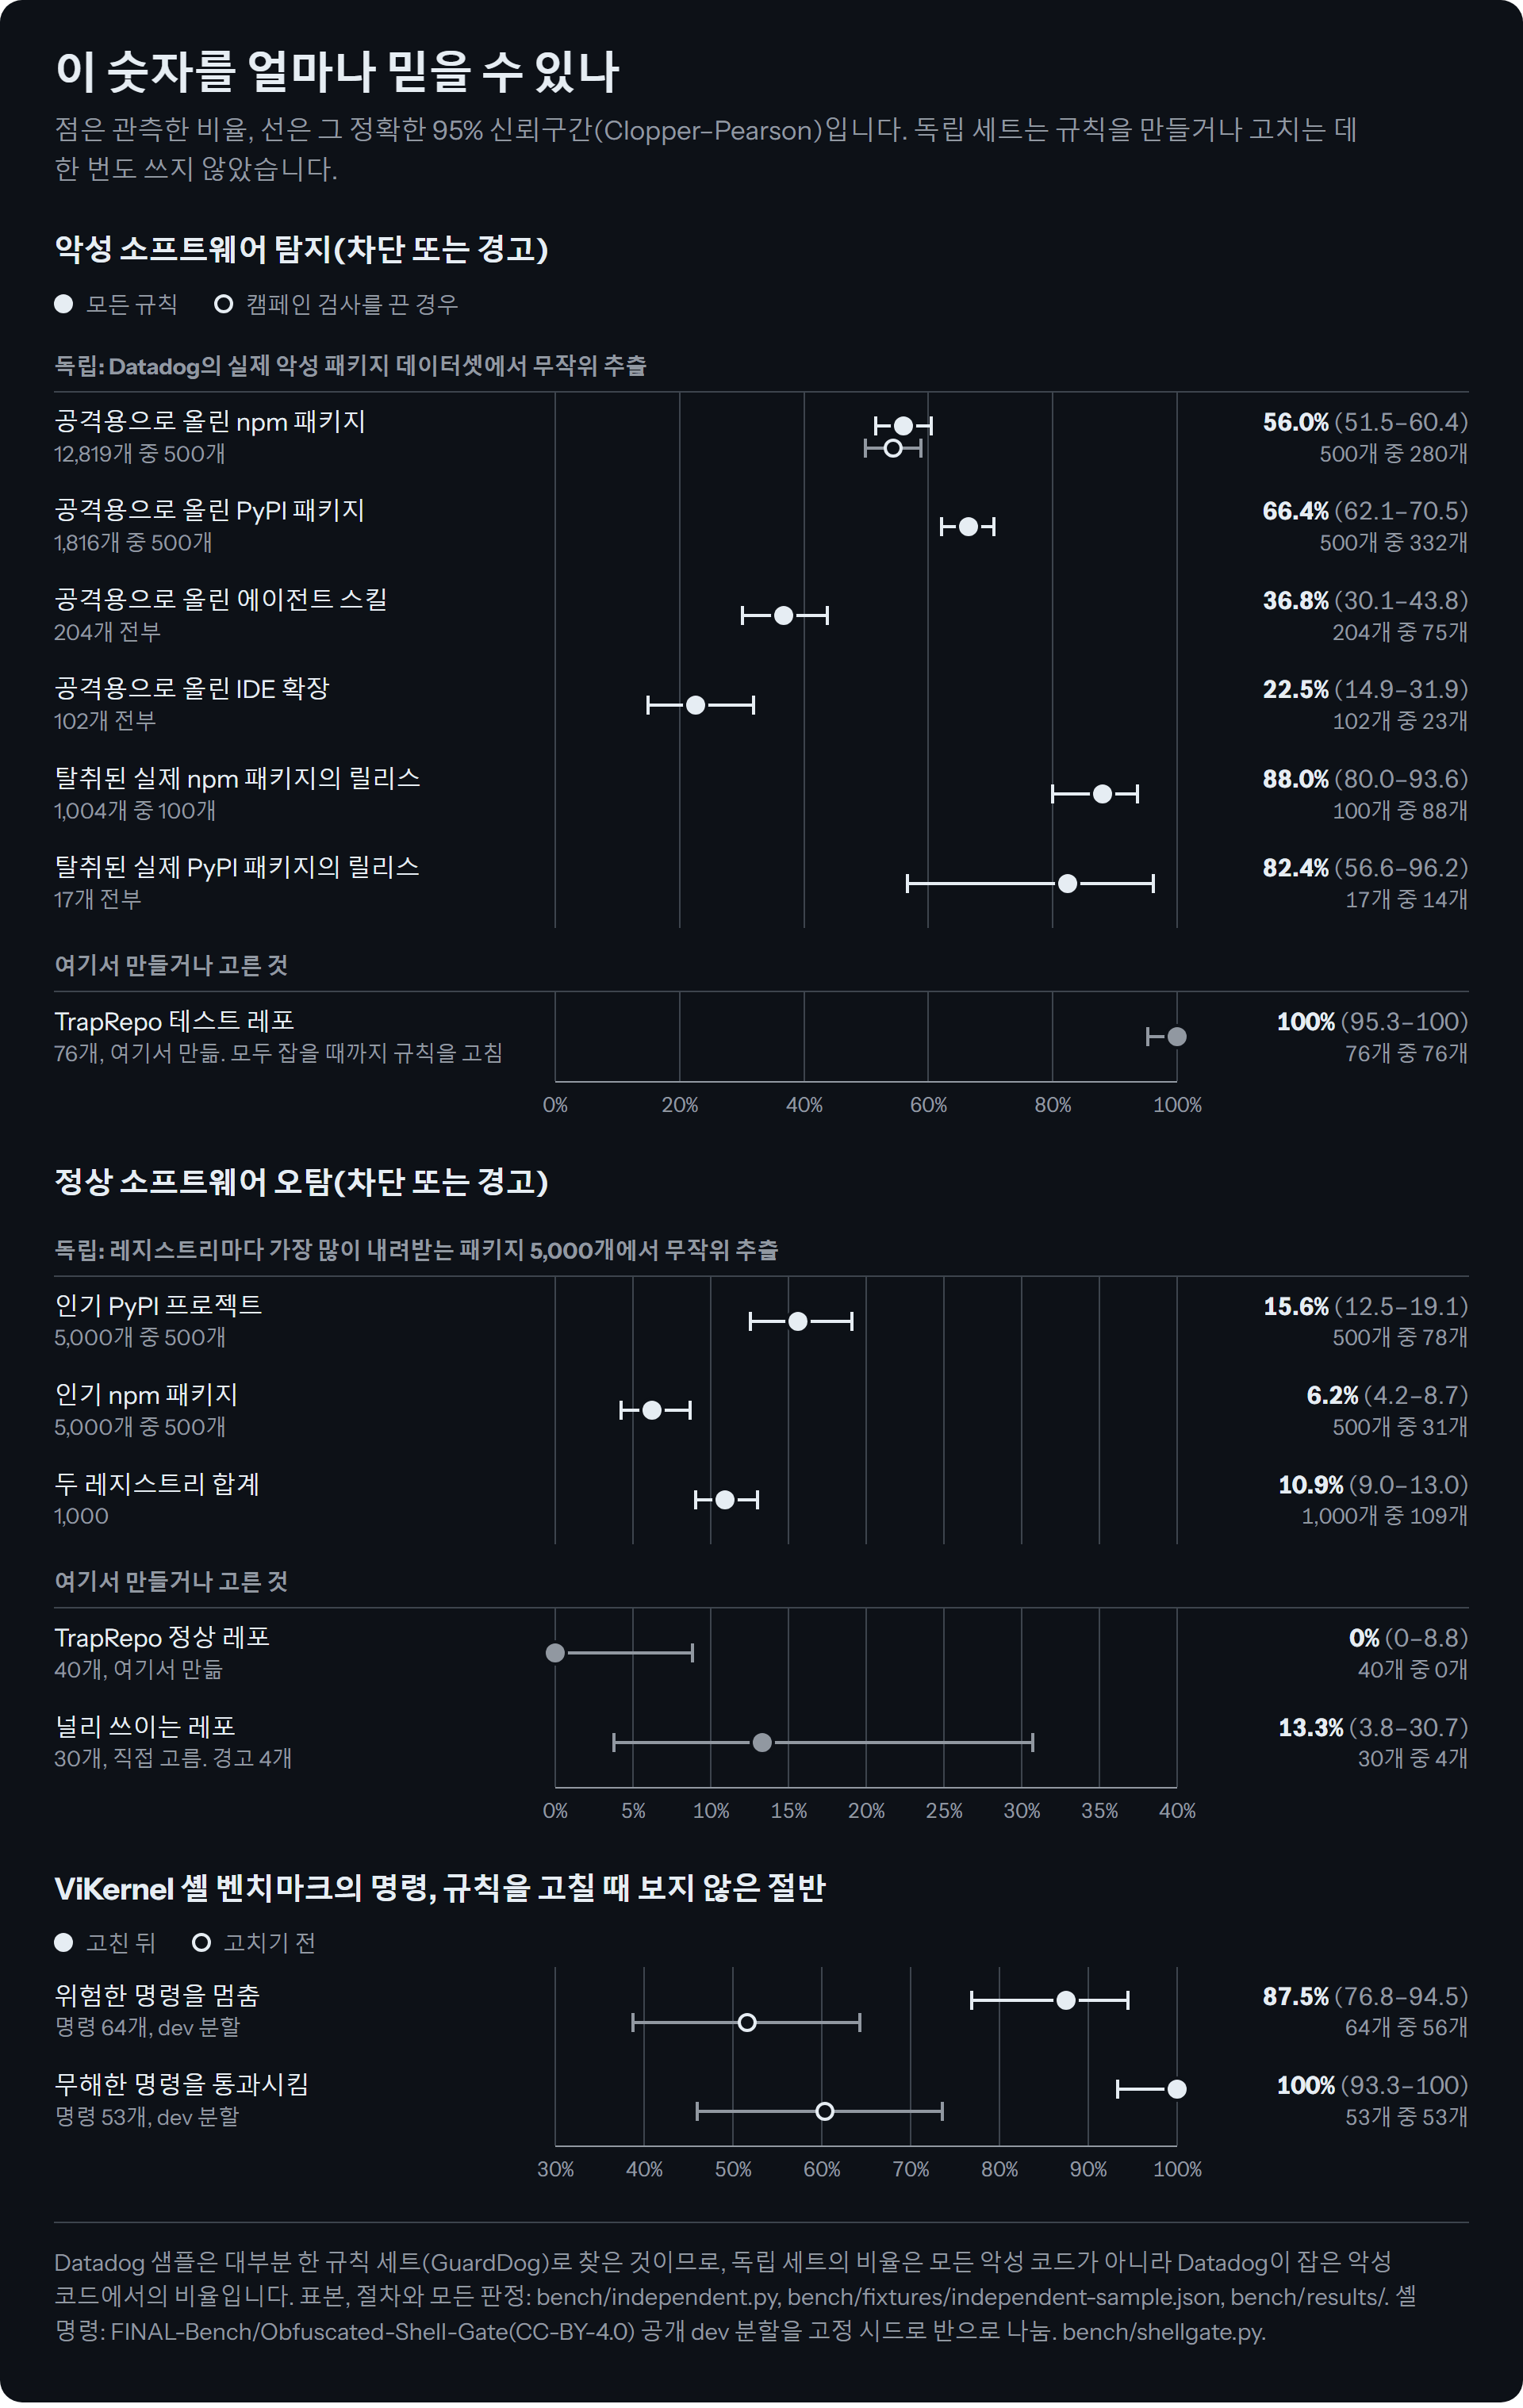 이 숫자를 얼마나 믿을 수 있나
점은 관측한 비율, 선은 그 정확한 95% 신뢰구간(Clopper–Pearson)입니다. 독립 세트는 규칙을 만들거나 고치는 데
한 번도 쓰지 않았습니다.
악성 소프트웨어 탐지(차단 또는 경고)
모든 규칙 캠페인 검사를 끈 경우
독립: Datadog의 실제 악성 패키지 데이터셋에서 무작위 추출
공격용으로 올린 npm 패키지 56.0% (51.5–60.4)
12,819개 중 500개 500개 중 280개
공격용으로 올린 PyPI 패키지 66.4% (62.1–70.5)
1,816개 중 500개 500개 중 332개
공격용으로 올린 에이전트 스킬 36.8% (30.1–43.8)
204개 전부 204개 중 75개
공격용으로 올린 IDE 확장 22.5% (14.9–31.9)
102개 전부 102개 중 23개
탈취된 실제 npm 패키지의 릴리스 88.0% (80.0–93.6)
1,004개 중 100개 100개 중 88개
탈취된 실제 PyPI 패키지의 릴리스 82.4% (56.6–96.2)
17개 전부 17개 중 14개
여기서 만들거나 고른 것
TrapRepo 테스트 레포 100% (95.3–100)
76개, 여기서 만듦. 모두 잡을 때까지 규칙을 고침 76개 중 76개
0% 20% 40% 60% 80% 100%
정상 소프트웨어 오탐(차단 또는 경고)
독립: 레지스트리마다 가장 많이 내려받는 패키지 5,000개에서 무작위 추출
인기 PyPI 프로젝트 15.6% (12.5–19.1)
5,000개 중 500개 500개 중 78개
인기 npm 패키지 6.2% (4.2–8.7)
5,000개 중 500개 500개 중 31개
두 레지스트리 합계 10.9% (9.0–13.0)
1,000 1,000개 중 109개
여기서 만들거나 고른 것
TrapRepo 정상 레포 0% (0–8.8)
40개, 여기서 만듦 40개 중 0개
널리 쓰이는 레포 13.3% (3.8–30.7)
30개, 직접 고름. 경고 4개 30개 중 4개
0% 5% 10% 15% 20% 25% 30% 35% 40%
ViKernel 셸 벤치마크의 명령, 규칙을 고칠 때 보지 않은 절반
고친 뒤 고치기 전
위험한 명령을 멈춤 87.5% (76.8–94.5)
명령 64개, dev 분할 64개 중 56개
무해한 명령을 통과시킴 100% (93.3–100)
명령 53개, dev 분할 53개 중 53개
30% 40% 50% 60% 70% 80% 90% 100%
Datadog 샘플은 대부분 한 규칙 세트(GuardDog)로 찾은 것이므로, 독립 세트의 비율은 모든 악성 코드가 아니라 Datadog이 잡은 악성
코드에서의 비율입니다. 표본, 절차와 모든 판정: bench/independent.py, bench/fixtures/independent-sample.json, bench/results/. 셸
명령: FINAL-Bench/Obfuscated-Shell-Gate(CC-BY-4.0) 공개 dev 분할을 고정 시드로 반으로 나눔. bench/shellgate.py.